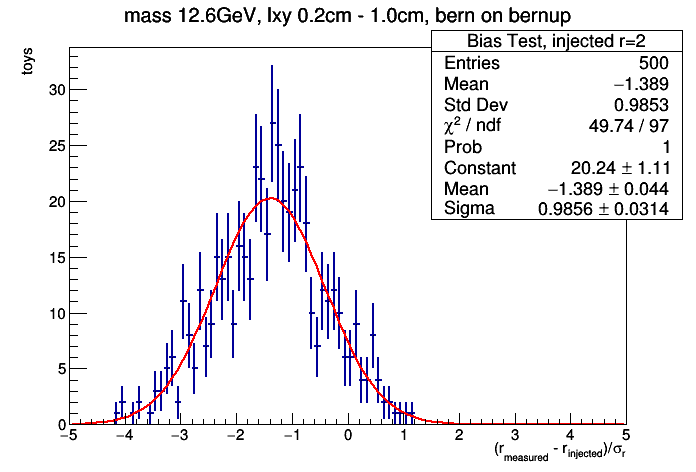 mass 12.6GeV, lxy 0.2cm - 1.0cm, bern on bernup
Bias Test, injected r=2
Entries 500
Mean −1.389
Std Dev 0.9853
χ² / ndf 49.74 / 97
Prob 1
Constant 20.24 ± 1.11
Mean −1.389 ± 0.044
Sigma 0.9856 ± 0.0314
toys
30
25
20
15
10
5
0
−5 −4 −3 −2 −1 0 1 2 3 4 5
(r_measured - r_injected)/σ_r